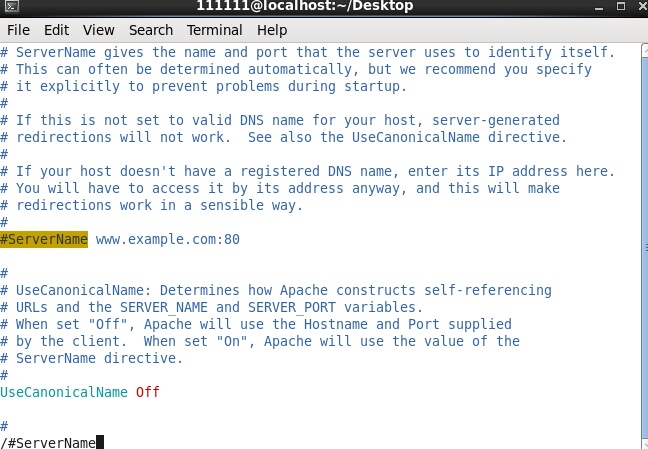 111111@localhost:~/Desktop
File Edit View Search Terminal Help
# ServerName gives the name and port that the server uses to identify itself.
# This can often be determined automatically, but we recommend you specify
# it explicitly to prevent problems during startup.
#
# If this is not set to valid DNS name for your host, server-generated
# redirections will not work.  See also the UseCanonicalName directive.
#
# If your host doesn't have a registered DNS name, enter its IP address here.
# You will have to access it by its address anyway, and this will make
# redirections work in a sensible way.
#
#ServerName www.example.com:80
#
# UseCanonicalName: Determines how Apache constructs self-referencing
# URLs and the SERVER_NAME and SERVER_PORT variables.
# When set "Off", Apache will use the Hostname and Port supplied
# by the client.  When set "On", Apache will use the value of the
# ServerName directive.
#
UseCanonicalName Off
#
/#ServerName